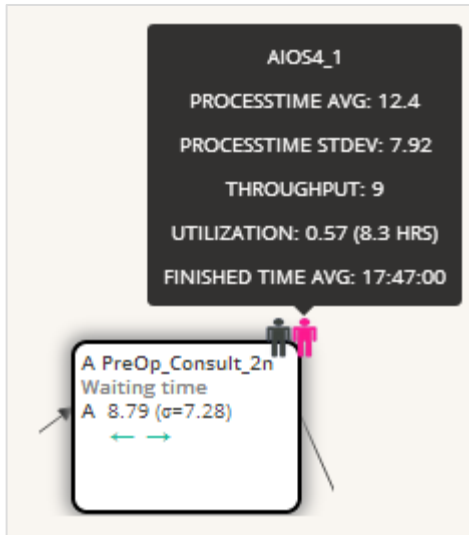 AIOS4_1
PROCESSTIME AVG: 12.4
PROCESSTIME STDEV: 7.92
THROUGHPUT: 9
UTILIZATION: 0.57 (8.3 HRS)
FINISHED TIME AVG: 17:47:00
A PreOp_Consult_2n
Waiting time
A 8.79 (σ=7.28)
← →